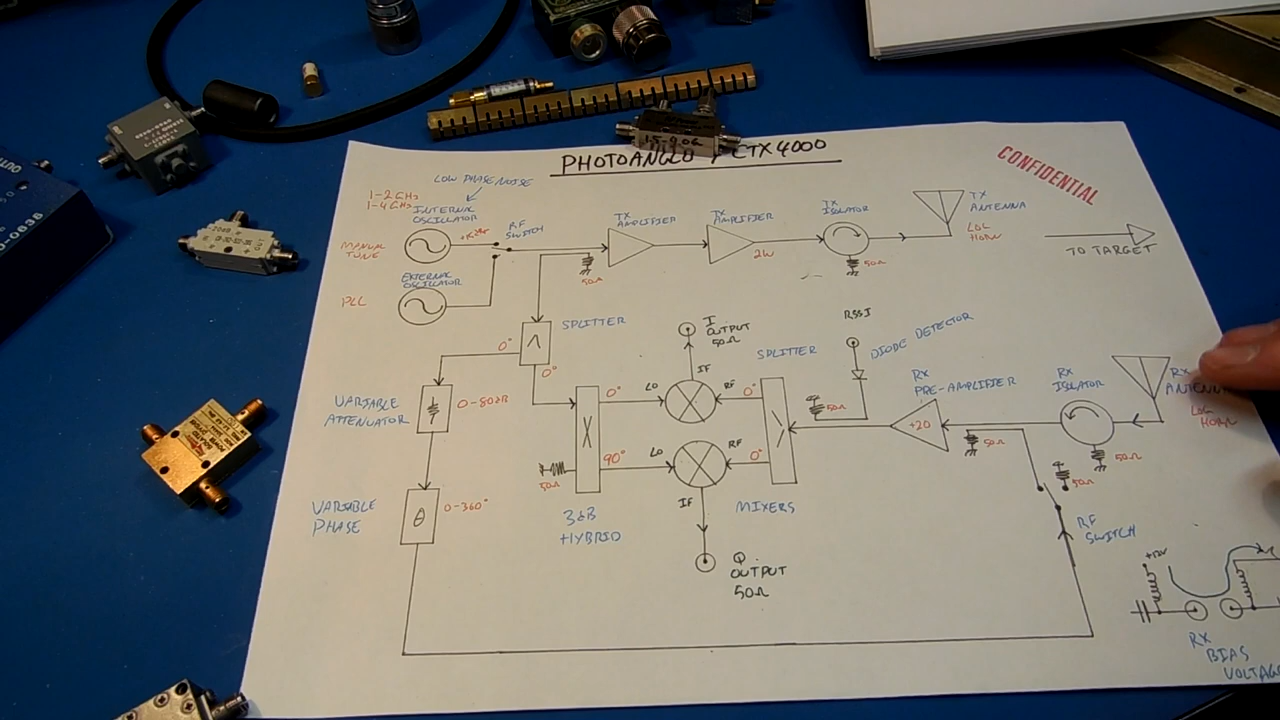 PHOTOANGLO / CTX4000
CONFIDENTIAL
LOW PHASE NOISE
1-2 GHz
1-4 GHz
INTERNAL
OSCILLATOR
MANUAL
TUNE
RF
SWITCH
EXTERNAL
OSCILLATOR
PLL
TX
AMPLIFIER
50Ω
TX
AMPLIFIER
2W
TX
ISOLATOR
50Ω
TX
ANTENNA
LOG
HORN
TO TARGET
SPLITTER
0°
0°
VARIABLE
ATTENUATOR
0-80dB
VARIABLE
PHASE
θ
0-360°
0°
90°
50Ω
3dB
HYBRID
LO
LO
I
OUTPUT
50Ω
IF
RF
RF
IF
Q
OUTPUT
50Ω
MIXERS
SPLITTER
0°
0°
RSSI
DIODE DETECTOR
50Ω
RX
PRE-AMPLIFIER
+20
50Ω
RX
ISOLATOR
50Ω
RX
ANTENNA
LOG
HORN
50Ω
RF
SWITCH
+12V
RX
BIAS
VOLTAGE